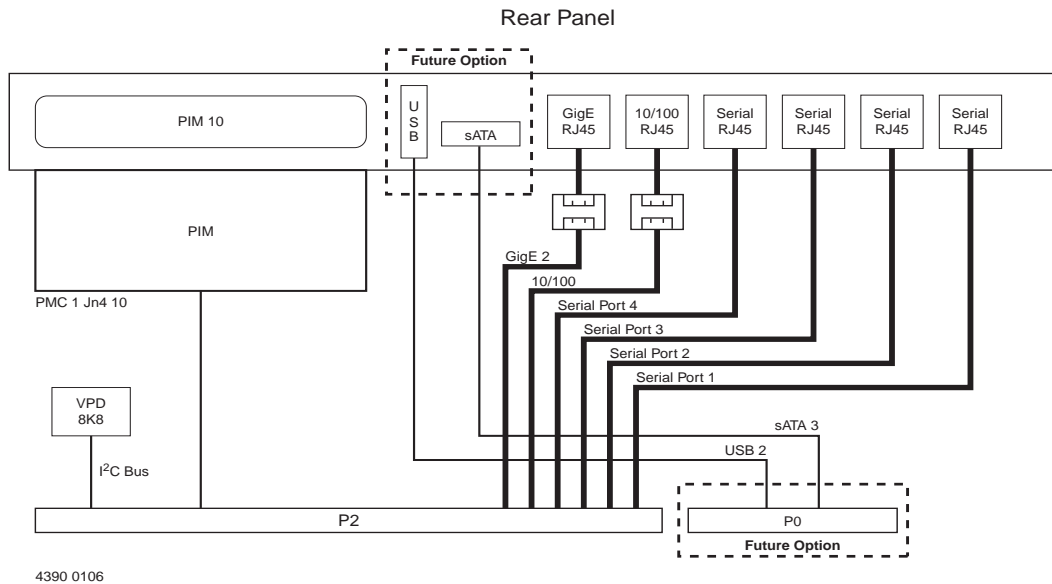 Rear Panel
Future Option
PIM 10
U
S
B
sATA
GigE
RJ45
10/100
RJ45
Serial
RJ45
Serial
RJ45
Serial
RJ45
Serial
RJ45
PIM
GigE 2
10/100
PMC 1 Jn4 10
Serial Port 4
Serial Port 3
Serial Port 2
Serial Port 1
VPD
8K8
sATA 3
USB 2
I2C Bus
P2
P0
Future Option
4390 0106